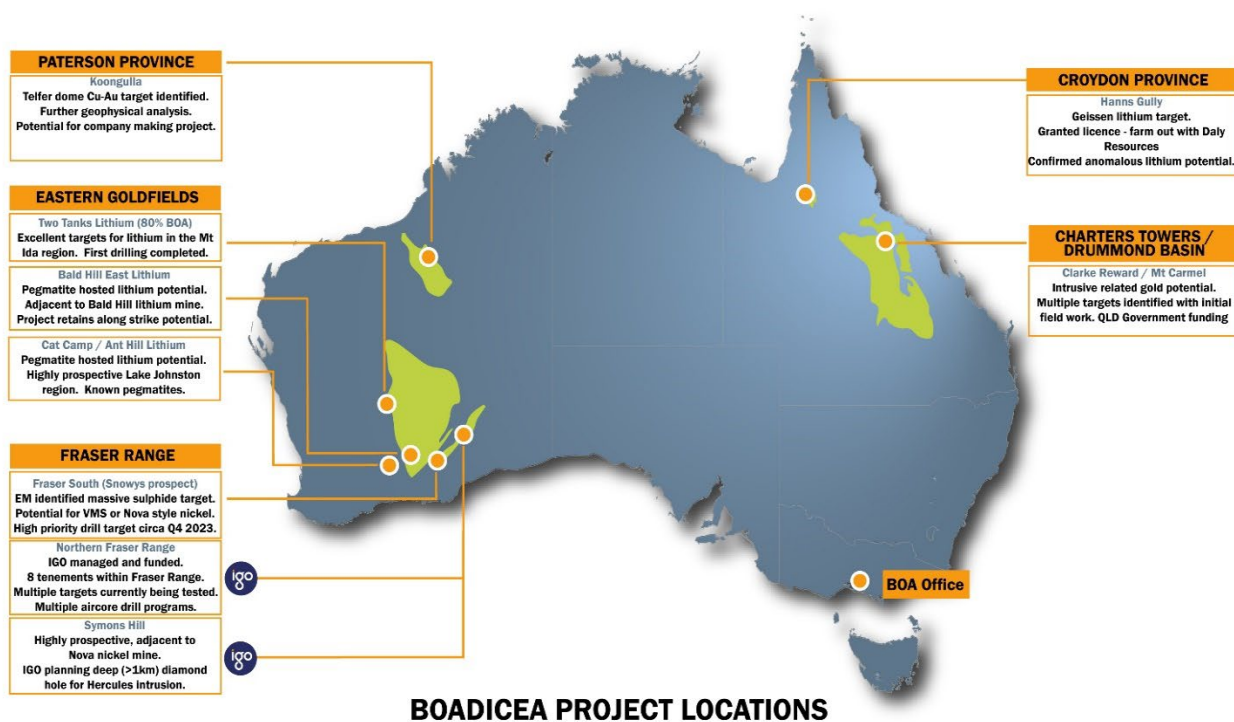 PATERSON PROVINCE
Koongulla
Telfer dome Cu-Au target identified.
Further geophysical analysis.
Potential for company making project.
EASTERN GOLDFIELDS
Two Tanks Lithium (80% BOA)
Excellent targets for lithium in the Mt
Ida region. First drilling completed.
Bald Hill East Lithium
Pegmatite hosted lithium potential.
Adjacent to Bald Hill lithium mine.
Project retains along strike potential.
Cat Camp / Ant Hill Lithium
Pegmatite hosted lithium potential.
Highly prospective Lake Johnston
region. Known pegmatites.
FRASER RANGE
Fraser South (Snowys prospect)
EM identified massive sulphide target.
Potential for VMS or Nova style nickel.
High priority drill target circa Q4 2023.
Northern Fraser Range
IGO managed and funded.
8 tenements within Fraser Range.
Multiple targets currently being tested.
Multiple aircore drill programs.
igo
Symons Hill
Highly prospective, adjacent to
Nova nickel mine.
IGO planning deep (>1km) diamond
hole for Hercules intrusion.
igo
CROYDON PROVINCE
Hanns Gully
Geissen lithium target.
Granted licence - farm out with Daly
Resources
Confirmed anomalous lithium potential.
CHARTERS TOWERS /
DRUMMOND BASIN
Clarke Reward / Mt Carmel
Intrusive related gold potential.
Multiple targets identified with initial
field work. QLD Government funding
BOA Office
BOADICEA PROJECT LOCATIONS